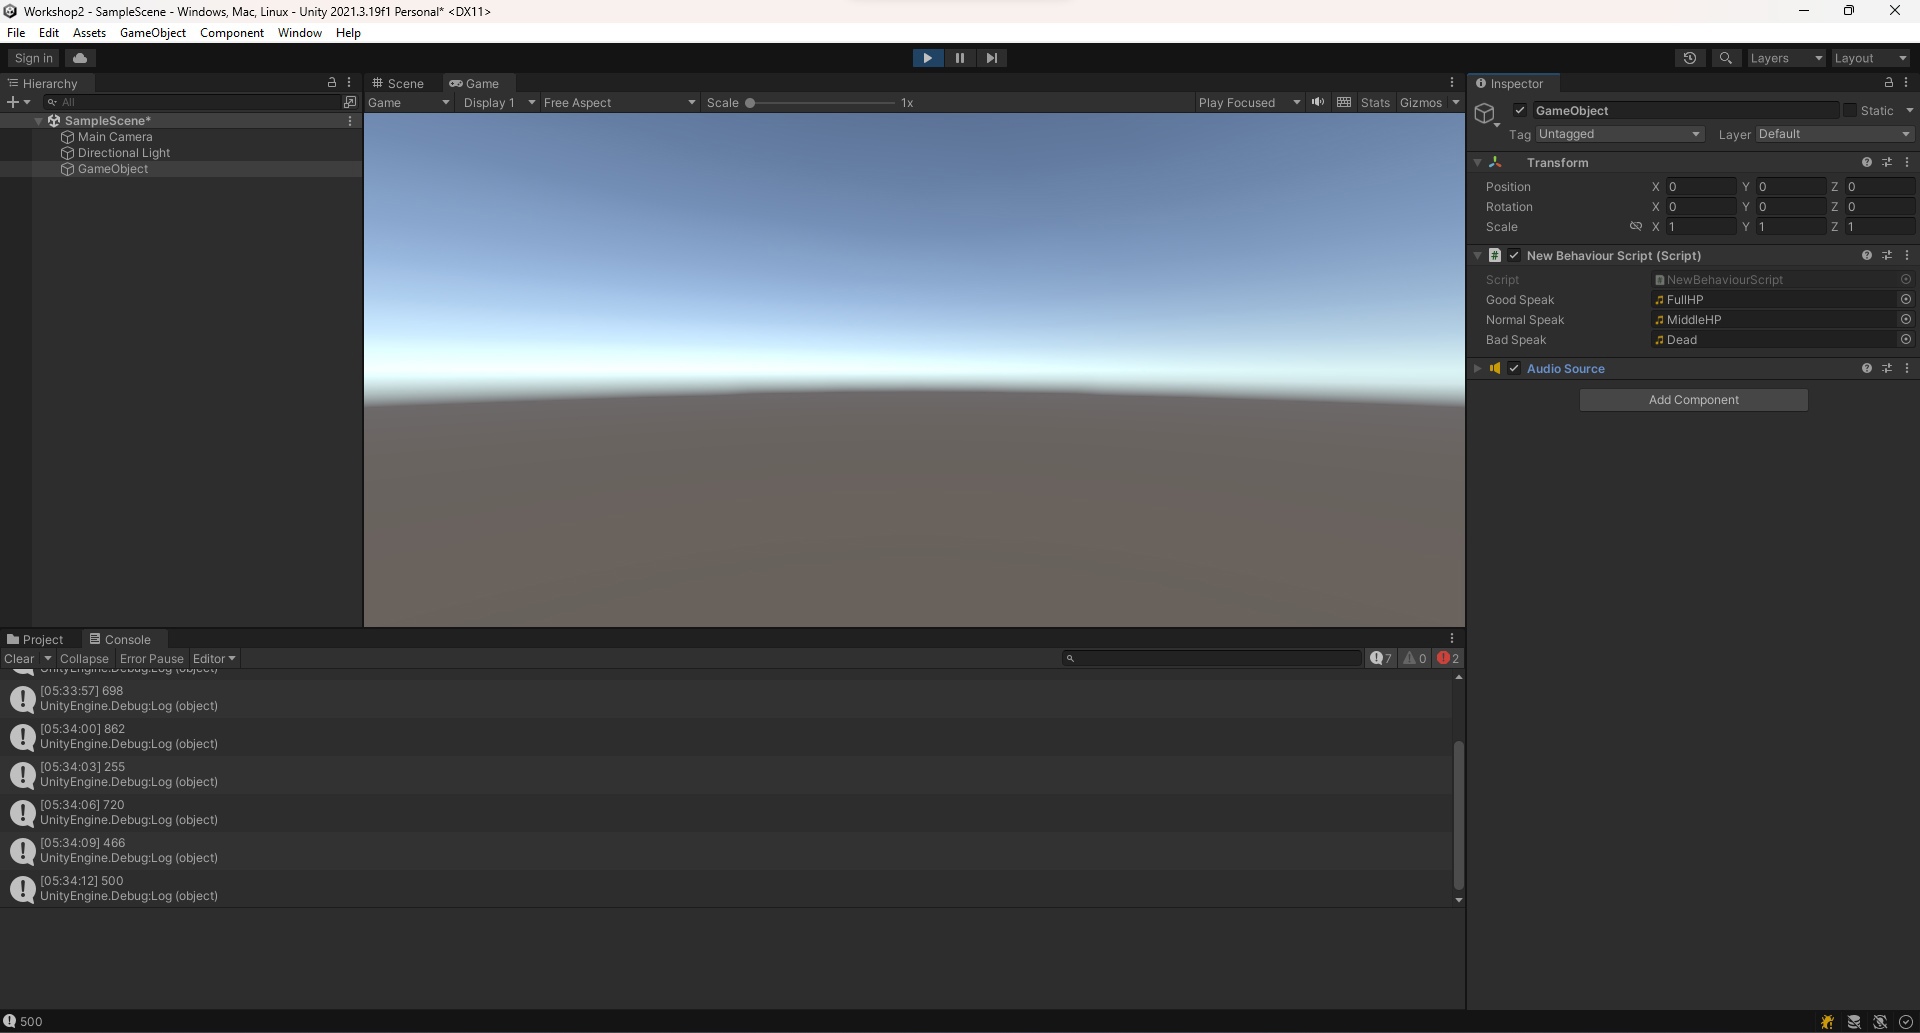 Workshop2 - SampleScene - Windows, Mac, Linux - Unity 2021.3.19f1 Personal* <DX11>
File Edit Assets GameObject Component Window Help
Sign in
Layers Layout
Hierarchy
All
SampleScene*
Main Camera
Directional Light
GameObject
Scene Game
Game Display 1 Free Aspect Scale 1x Play Focused Stats Gizmos
Inspector
GameObject Static
Tag Untagged Layer Default
Transform
Position X 0 Y 0 Z 0
Rotation X 0 Y 0 Z 0
Scale X 1 Y 1 Z 1
New Behaviour Script (Script)
Script NewBehaviourScript
Good Speak FullHP
Normal Speak MiddleHP
Bad Speak Dead
Audio Source
Add Component
Project Console
Clear Collapse Error Pause Editor 7 0 2
UnityEngine.Debug:Log (object)
[05:33:57] 698
UnityEngine.Debug:Log (object)
[05:34:00] 862
UnityEngine.Debug:Log (object)
[05:34:03] 255
UnityEngine.Debug:Log (object)
[05:34:06] 720
UnityEngine.Debug:Log (object)
[05:34:09] 466
UnityEngine.Debug:Log (object)
[05:34:12] 500
UnityEngine.Debug:Log (object)
500